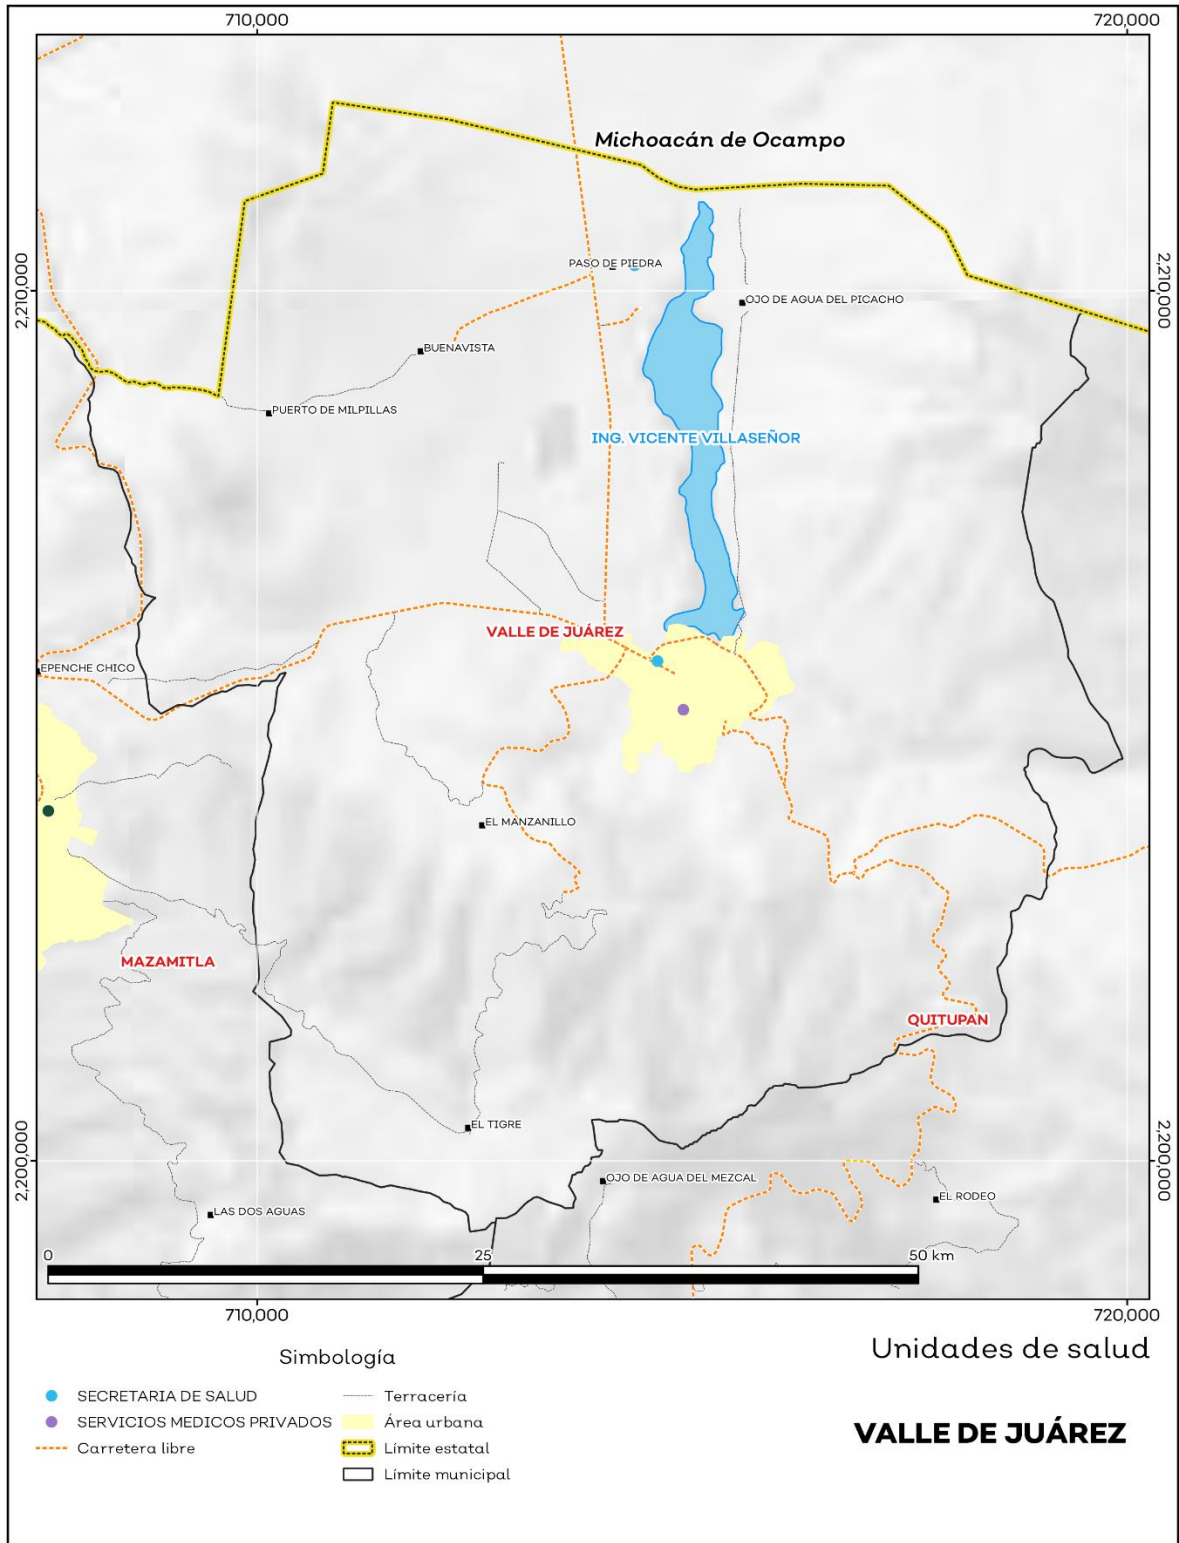 710,000
720,000
Michoacán de Ocampo
PASO DE PIEDRA
2,210,000
2,210,000
OJO DE AGUA DEL PICACHO
BUENAVISTA
PUERTO DE MILPILLAS
ING. VICENTE VILLASEÑOR
VALLE DE JUÁREZ
EPENCHE CHICO
EL MANZANILLO
MAZAMITLA
QUITUPAN
EL TIGRE
2,200,000
2,200,000
OJO DE AGUA DEL MEZCAL
EL RODEO
LAS DOS AGUAS
0
25
50 km
710,000
720,000
Unidades de salud
Simbología
SECRETARIA DE SALUD
SERVICIOS MEDICOS PRIVADOS
Carretera libre
Terracería
Área urbana
Límite estatal
Límite municipal
VALLE DE JUÁREZ